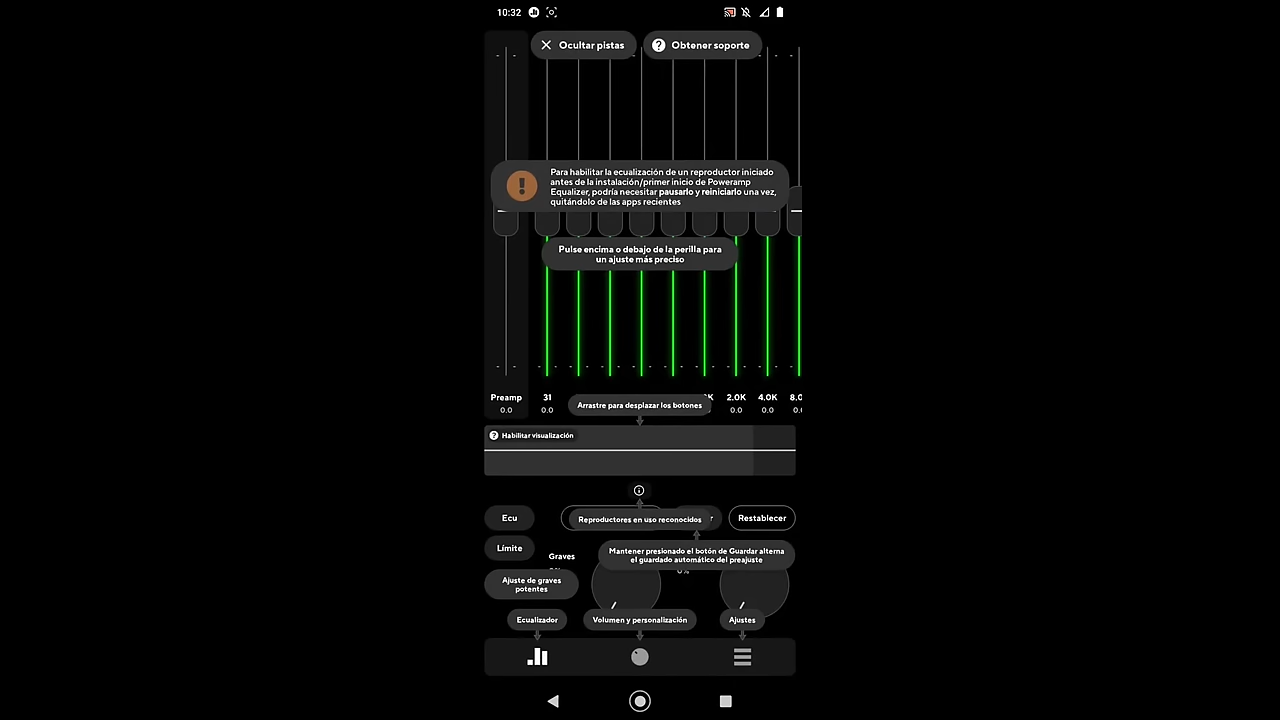 10:32
Ocultar pistas
Obtener soporte
Para habilitar la ecualización de un reproductor iniciado
antes de la instalación/primer inicio de Poweramp
Equalizer, podría necesitar pausarlo y reiniciarlo una vez,
quitándolo de las apps recientes
Pulse encima o debajo de la perilla para
un ajuste más preciso
Preamp 31 K 2.0K 4.0K 8.0
0.0 0.0 0.0 0.0
Arrastre para desplazar los botones
Habilitar visualización
Ecu
Reproductores en uso reconocidos
r
Restablecer
Límite
Graves
Mantener presionado el botón de Guardar alterna
el guardado automático del preajuste
Ajuste de graves
potentes
Ecualizador
Volumen y personalización
Ajustes